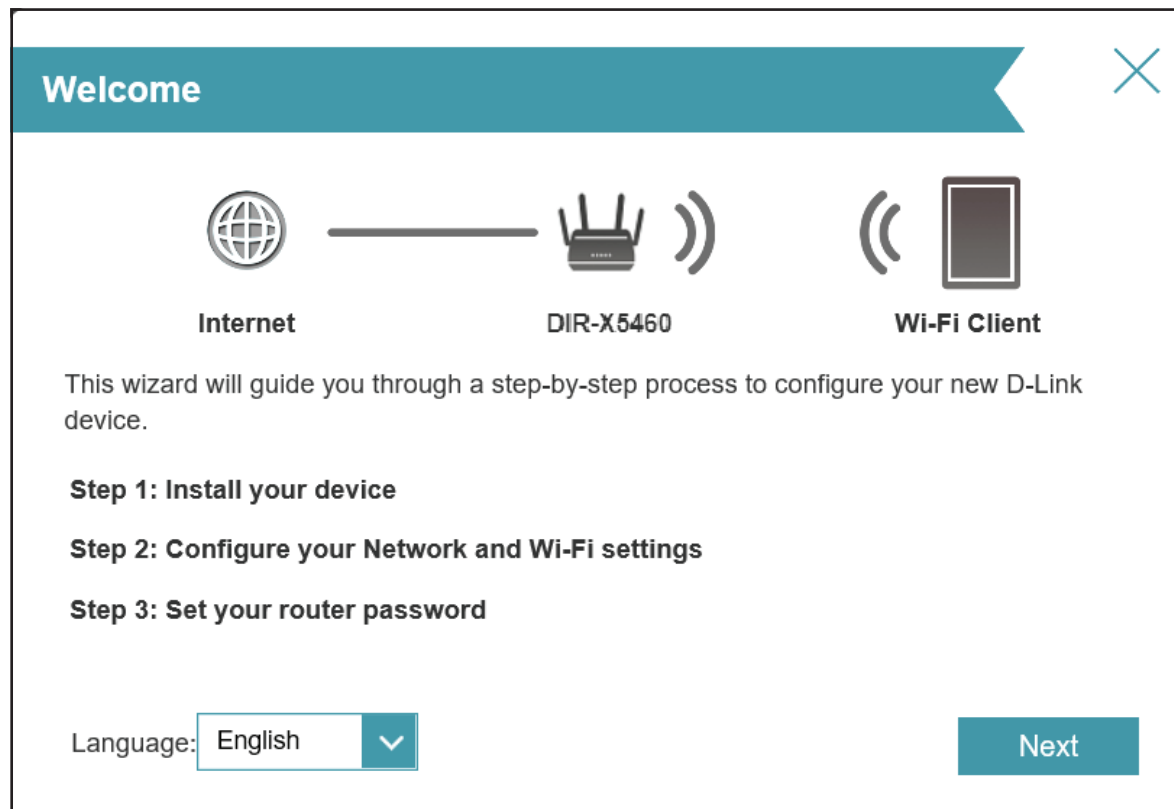 Welcome
Internet
DIR-X5460
Wi-Fi Client
This wizard will guide you through a step-by-step process to configure your new D-Link
device.
Step 1: Install your device
Step 2: Configure your Network and Wi-Fi settings
Step 3: Set your router password
Language: English
Next